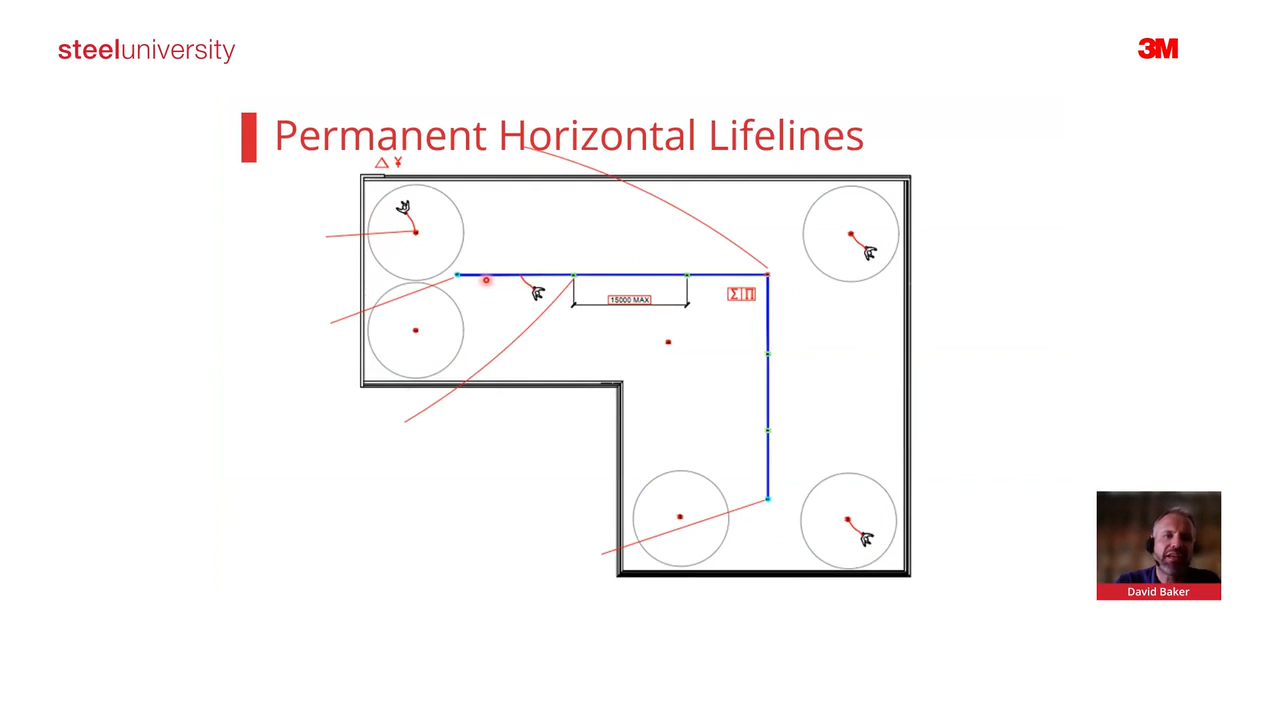 steeluniversity
3M
Permanent Horizontal Lifelines
15000 MAX
Σ Π
David Baker